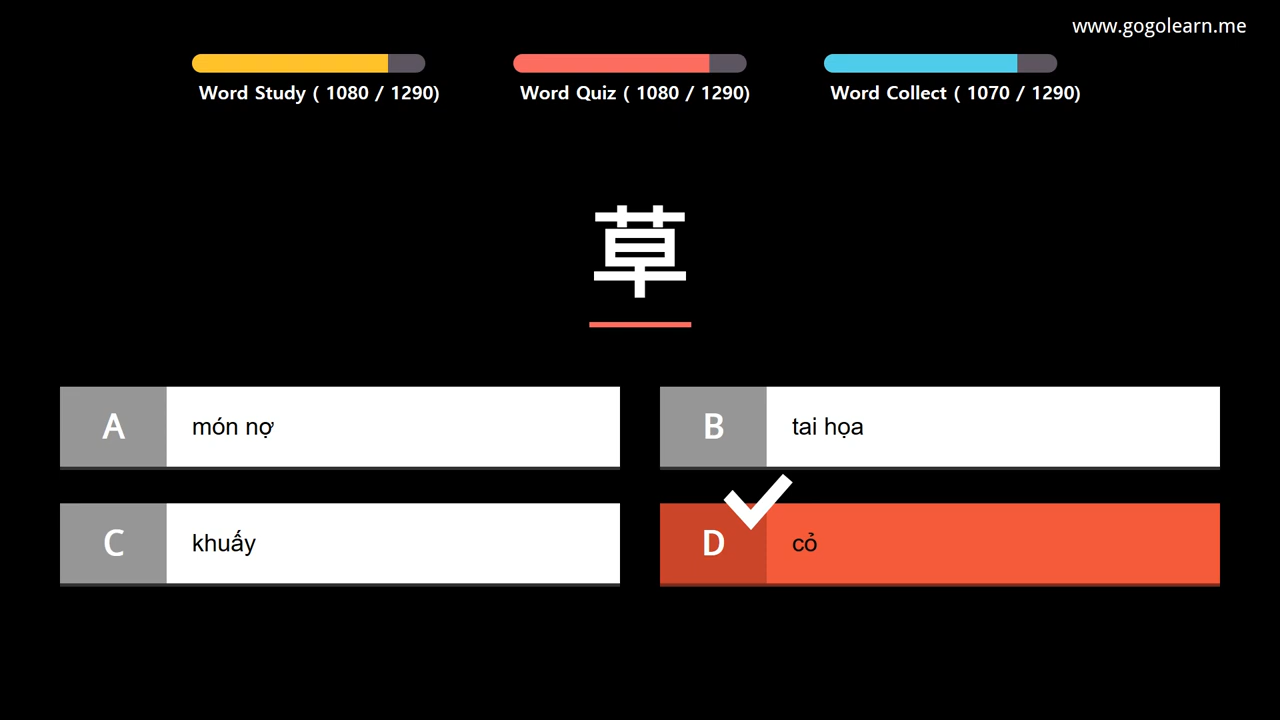 www.gogolearn.me
Word Study ( 1080 / 1290)
Word Quiz ( 1080 / 1290)
Word Collect ( 1070 / 1290)
草
A món nợ
B tai họa
C khuấy
D cỏ